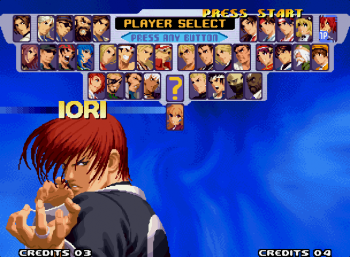 PRESS START
PLAYER SELECT
PRESS ANY BUTTON
1P
?
IORI
CREDITS 03
CREDITS 04